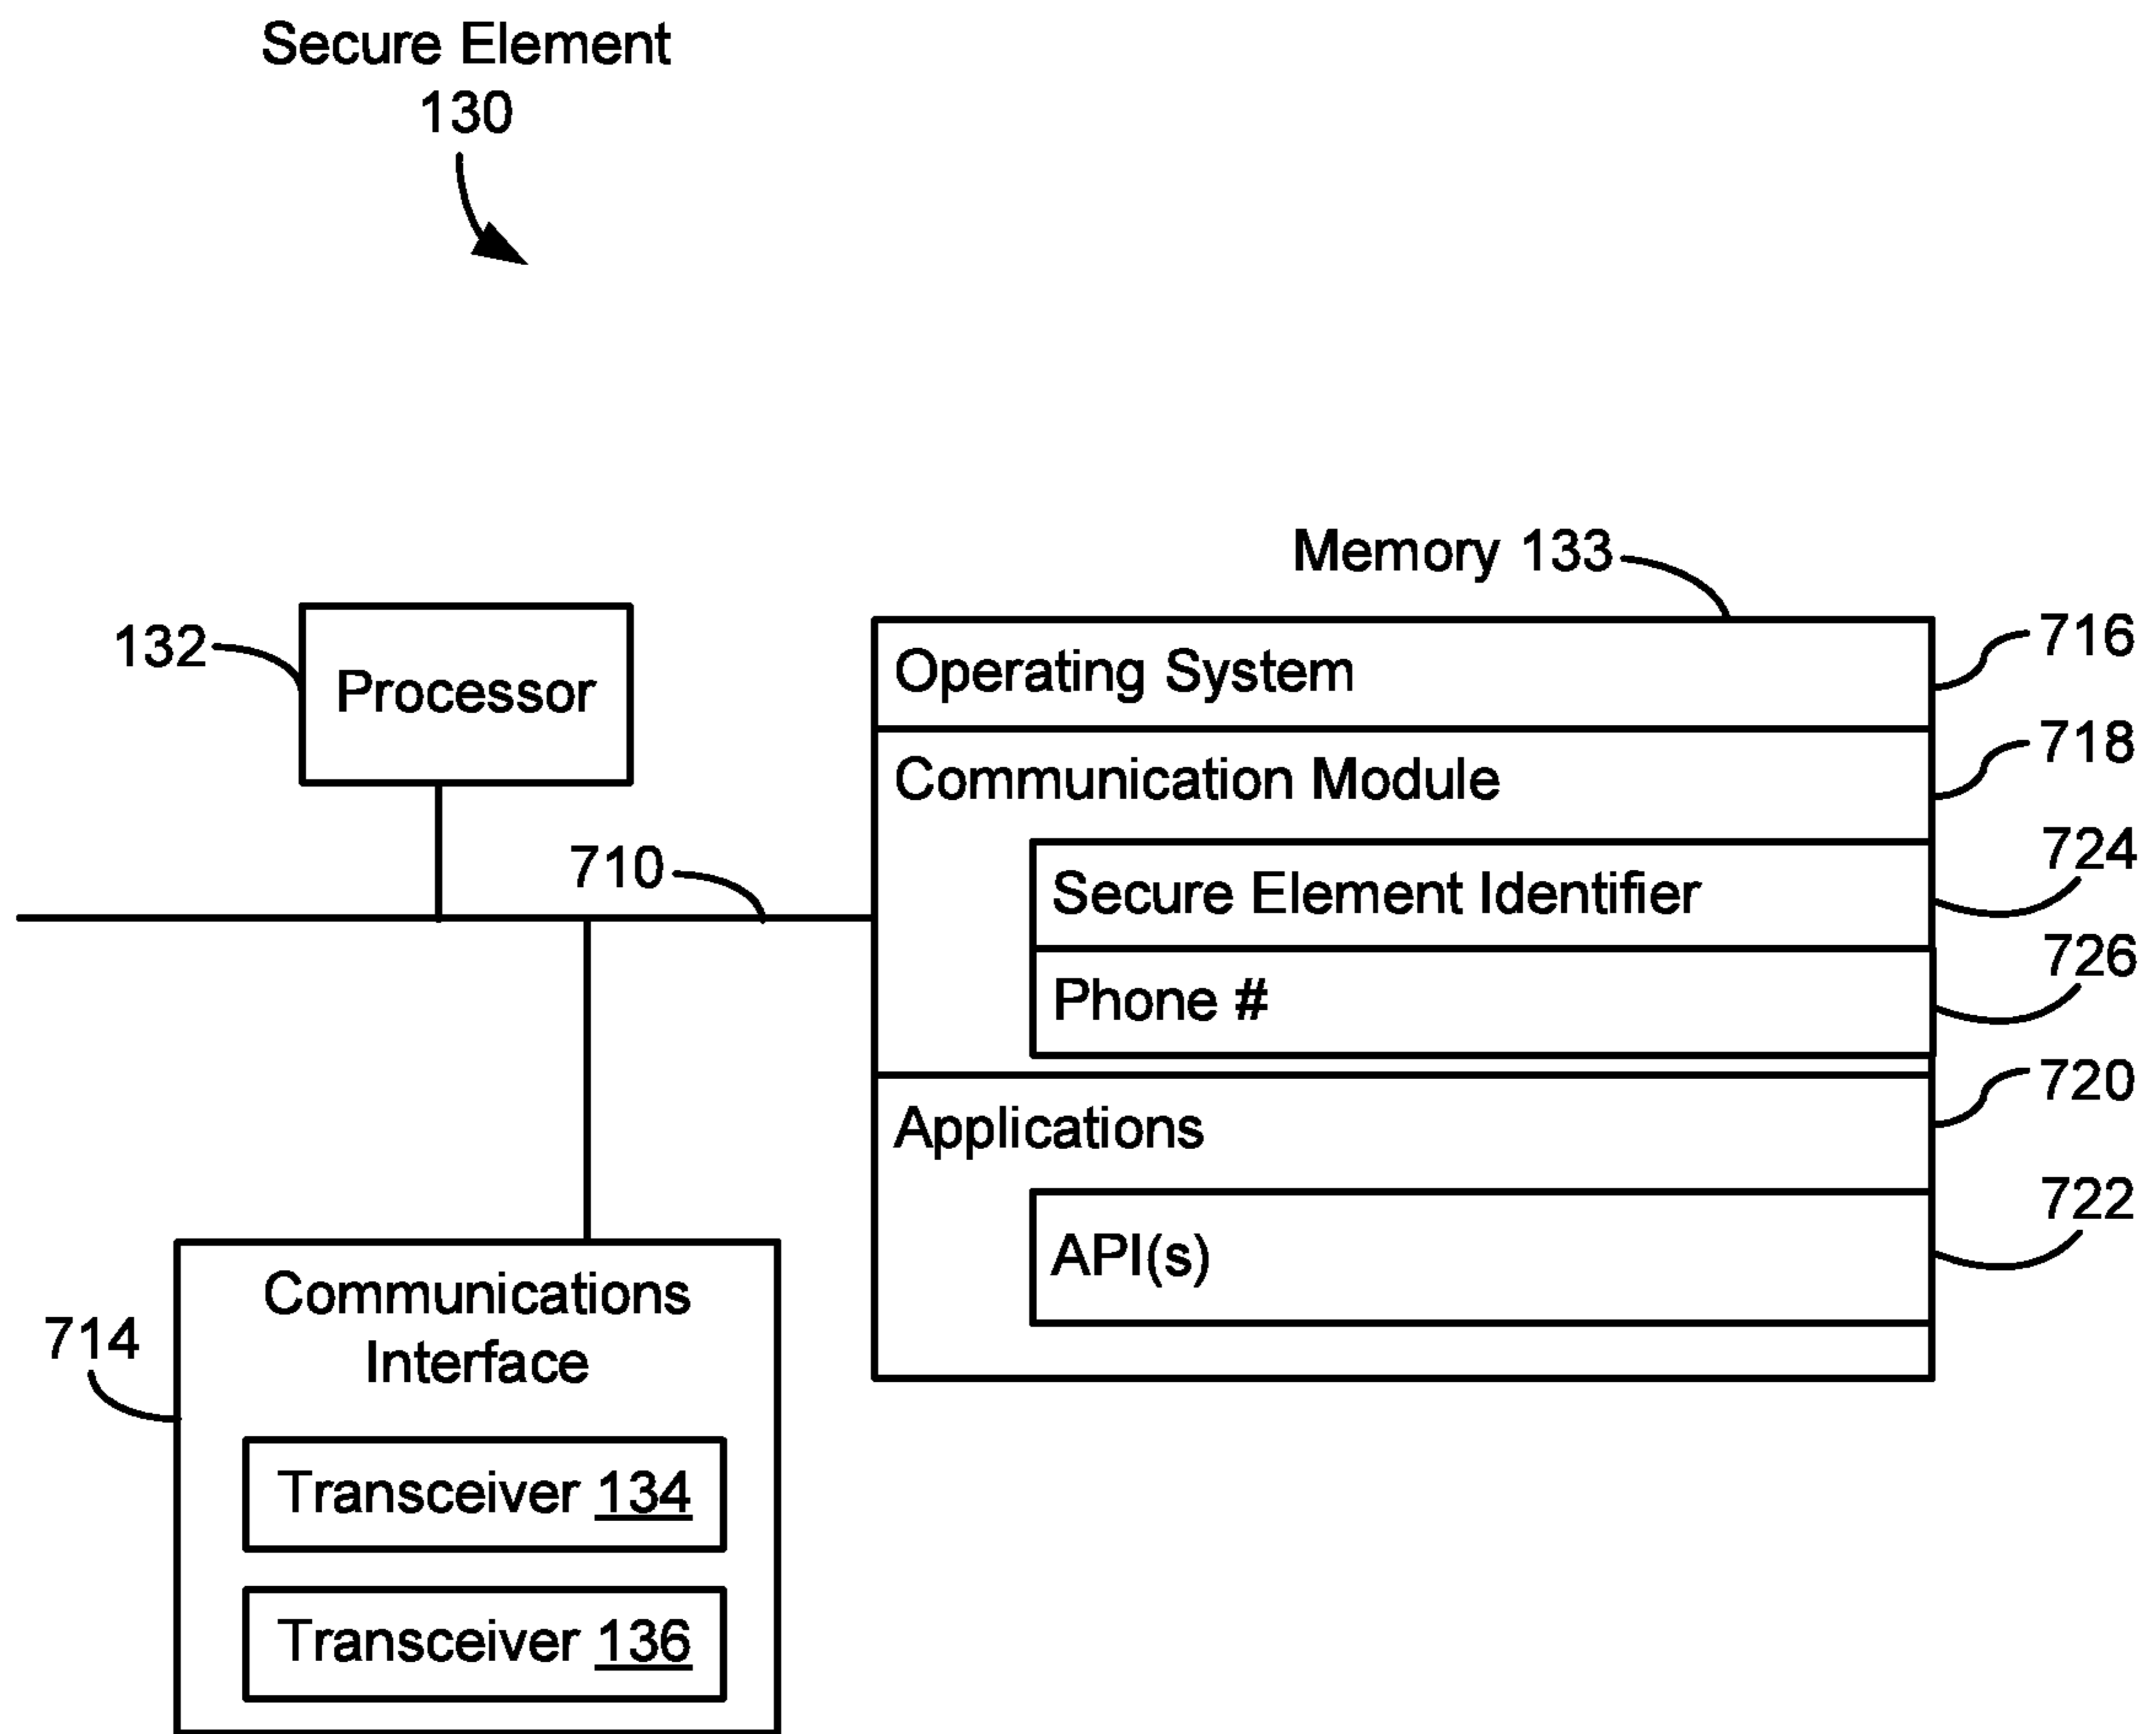 Secure Element
130
Memory 133
132
Processor
Operating System
716
Communication Module
718
710
Secure Element Identifier
724
Phone #
726
Applications
720
API(s)
722
714
Communications
Interface
Transceiver 134
Transceiver 136